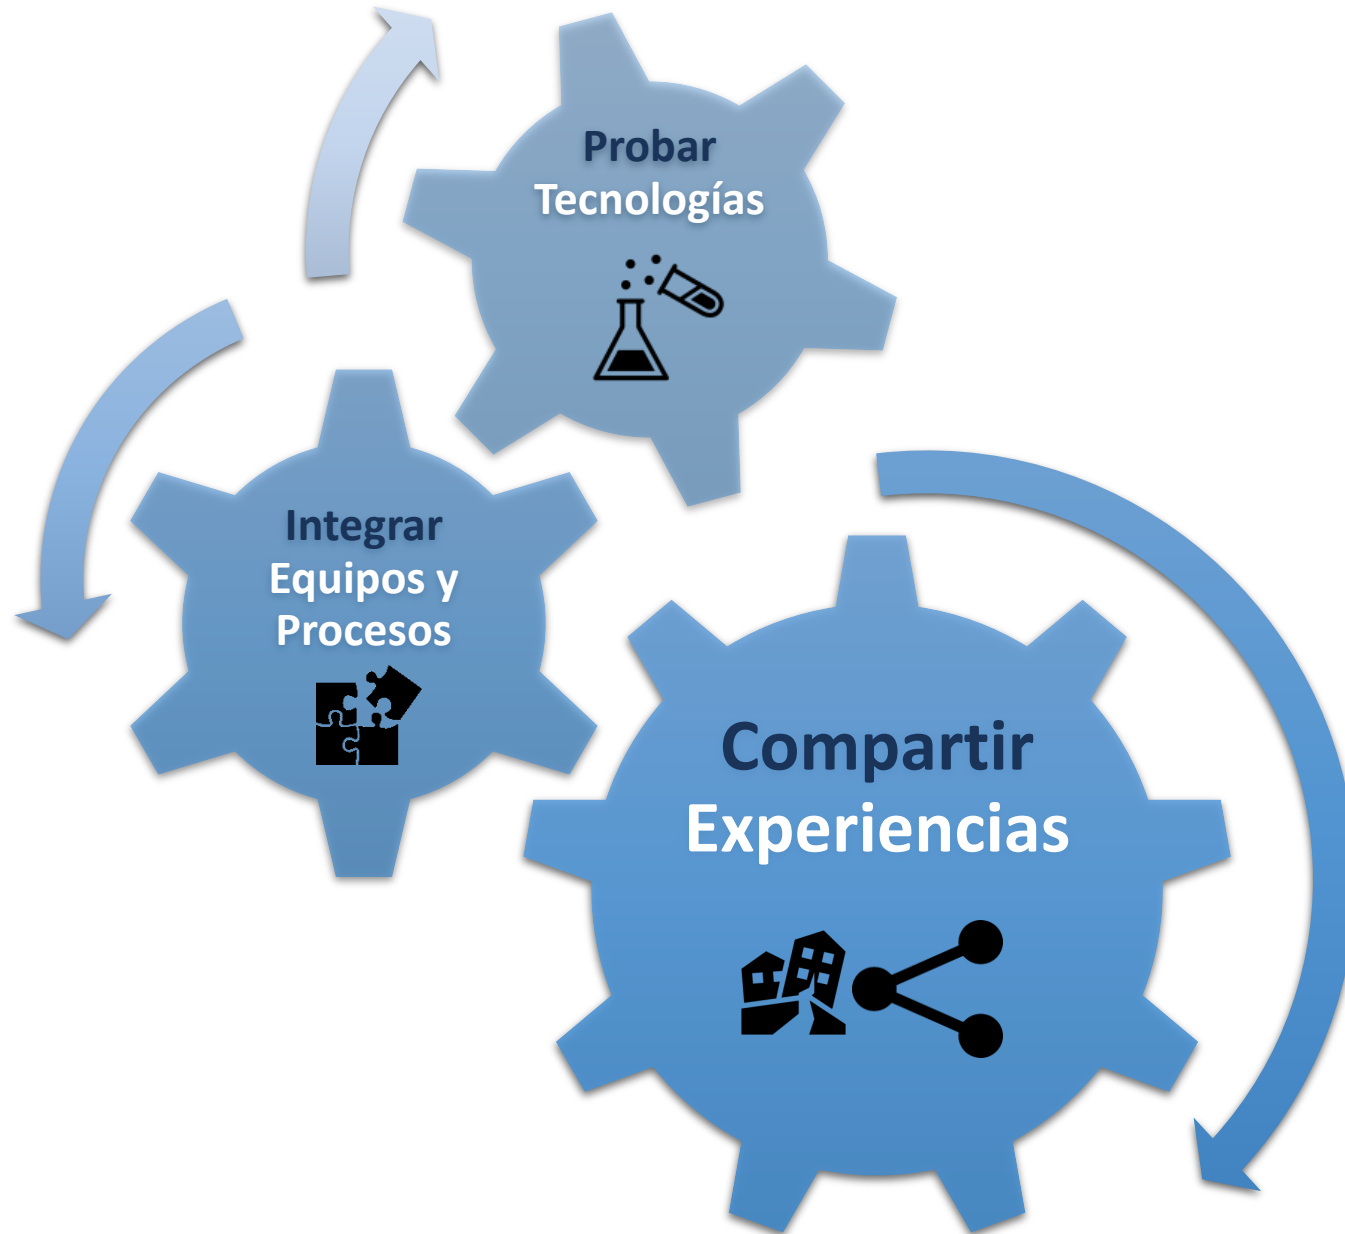 Probar
Tecnologías
Integrar
Equipos y
Procesos
Compartir
Experiencias